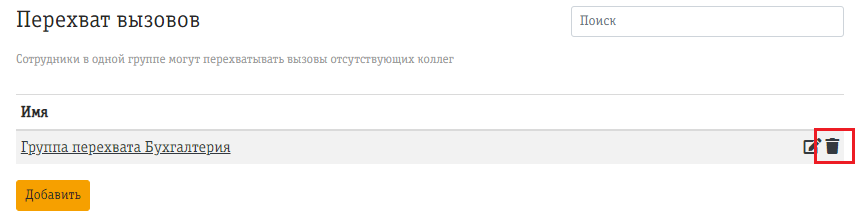 Перехват вызовов
Поиск
Сотрудники в одной группе могут перехватывать вызовы отсутствующих коллег
Имя
Группа перехвата Бухгалтерия
Добавить